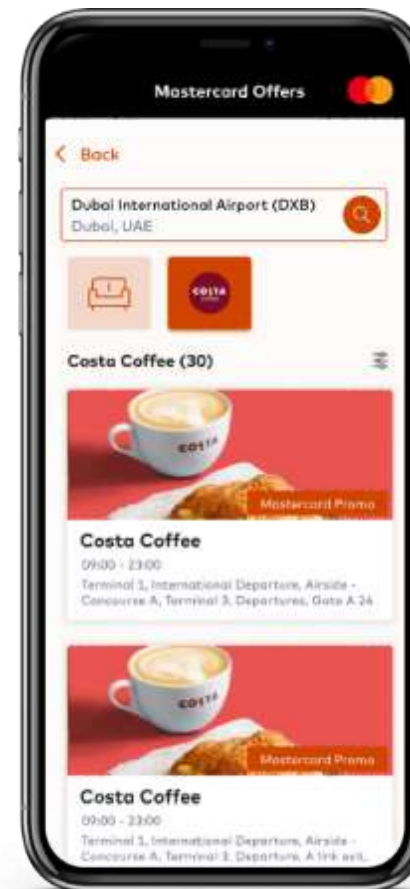 Mastercard Offers
Back
Dubai International Airport (DXB)
Dubai, UAE
COSTA
COFFEE
Costa Coffee (30)
COSTA
Mastercard Promo
Costa Coffee
09:00 - 23:00
Terminal 1, International Departure, Airside -
Concourse A, Terminal 3, Departures, Gate A 24
COSTA
Mastercard Promo
Costa Coffee
09:00 - 23:00
Terminal 1, International Departure, Airside -
Concourse A, Terminal 3, Departure, A link exit,